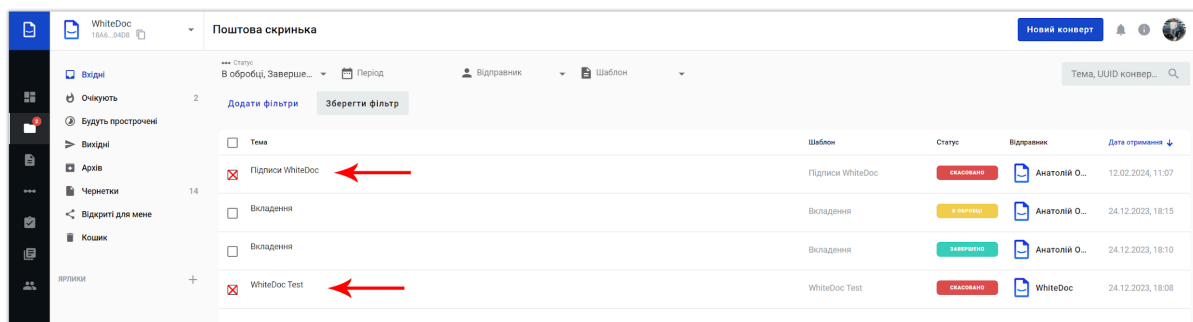 WhiteDoc
18A6...04D8
Поштова скринька
Новий конверт
Вхідні
Очікують 2
Будуть прострочені
Вихідні
Архів
Чернетки 14
Відкриті для мене
Кошик
ЯРЛИКИ
Статус
В обробці, Заверше...
Період
Відправник
Шаблон
Тема, UUID конвер...
Додати фільтри
Зберегти фільтр
Тема Шаблон Статус Відправник Дата отримання
Підписи WhiteDoc Підписи WhiteDoc СКАСОВАНО Анатолій О... 12.02.2024, 11:07
Вкладення Вкладення В ОБРОБЦІ Анатолій О... 24.12.2023, 18:15
Вкладення Вкладення ЗАВЕРШЕНО Анатолій О... 24.12.2023, 18:10
WhiteDoc Test WhiteDoc Test СКАСОВАНО WhiteDoc 24.12.2023, 18:08